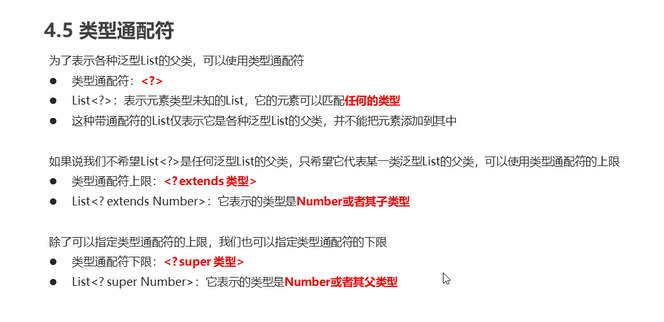 4.5 类型通配符
为了表示各种泛型List的父类，可以使用类型通配符
● 类型通配符：<?>
● List<?>：表示元素类型未知的List，它的元素可以匹配任何的类型
● 这种带通配符的List仅表示它是各种泛型List的父类，并不能把元素添加到其中
如果说我们不希望List<?>是任何泛型List的父类，只希望它代表某一类泛型List的父类，可以使用类型通配符的上限
● 类型通配符上限：<? extends 类型>
● List<? extends Number>：它表示的类型是Number或者其子类型
除了可以指定类型通配符的上限，我们也可以指定类型通配符的下限
● 类型通配符下限：<? super 类型>
● List<? super Number>：它表示的类型是Number或者其父类型